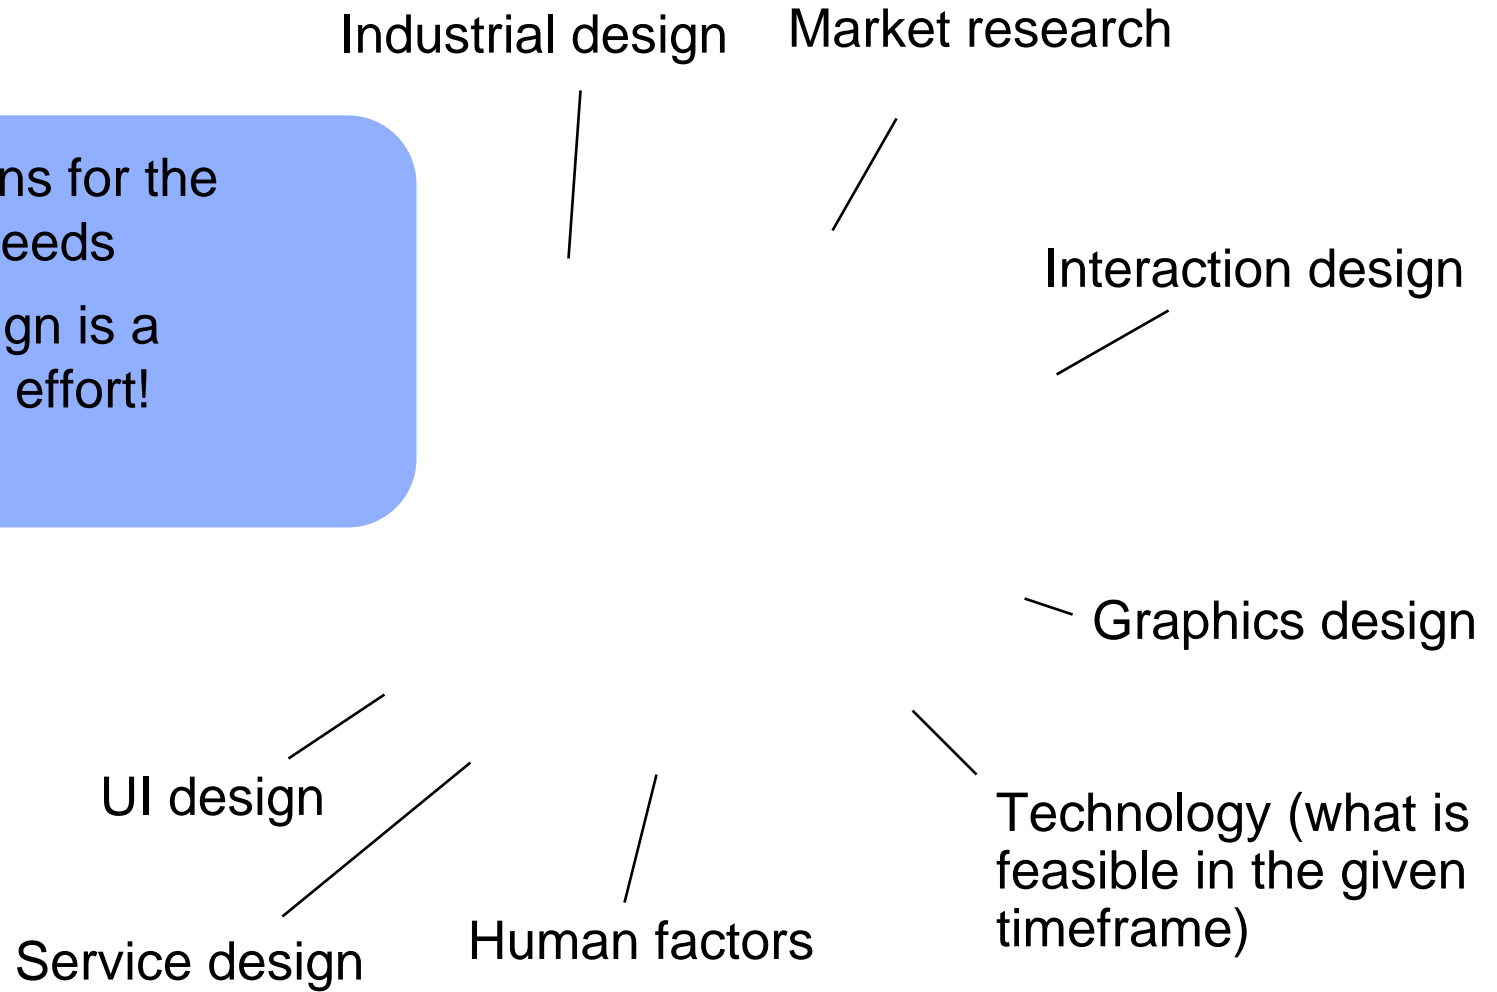 Industrial design
Market research
ns for the
eeds
gn is a
effort!
Interaction design
Graphics design
UI design
Technology (what is
feasible in the given
timeframe)
Human factors
Service design